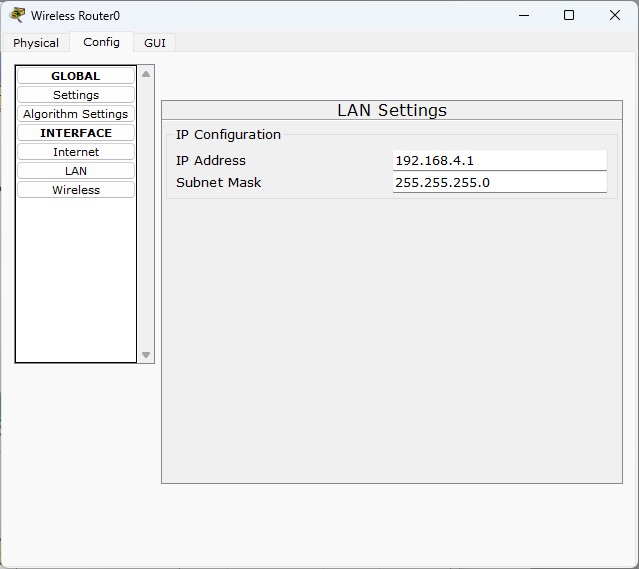 Wireless Router0
Physical Config GUI
GLOBAL
Settings
Algorithm Settings
INTERFACE
Internet
LAN
Wireless
LAN Settings
IP Configuration
IP Address 192.168.4.1
Subnet Mask 255.255.255.0